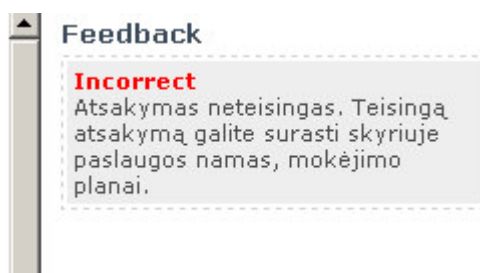 Feedback
Incorrect
Atsakymas neteisingas. Teisingą
atsakymą galite surasti skyriuje
paslaugos namas, mokėjimo
planai.